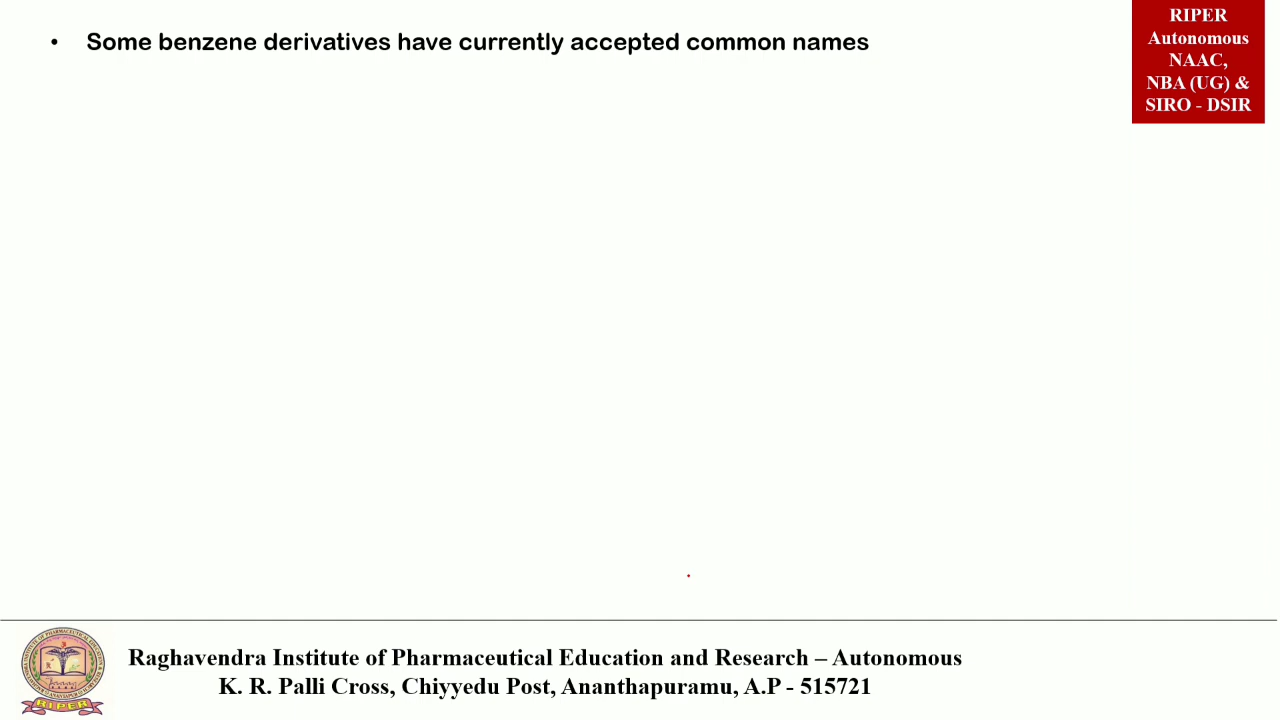 • Some benzene derivatives have currently accepted common names
RIPER
Autonomous
NAAC,
NBA (UG) &
SIRO - DSIR
Raghavendra Institute of Pharmaceutical Education and Research – Autonomous
K. R. Palli Cross, Chiyyedu Post, Ananthapuramu, A.P - 515721
RIPER